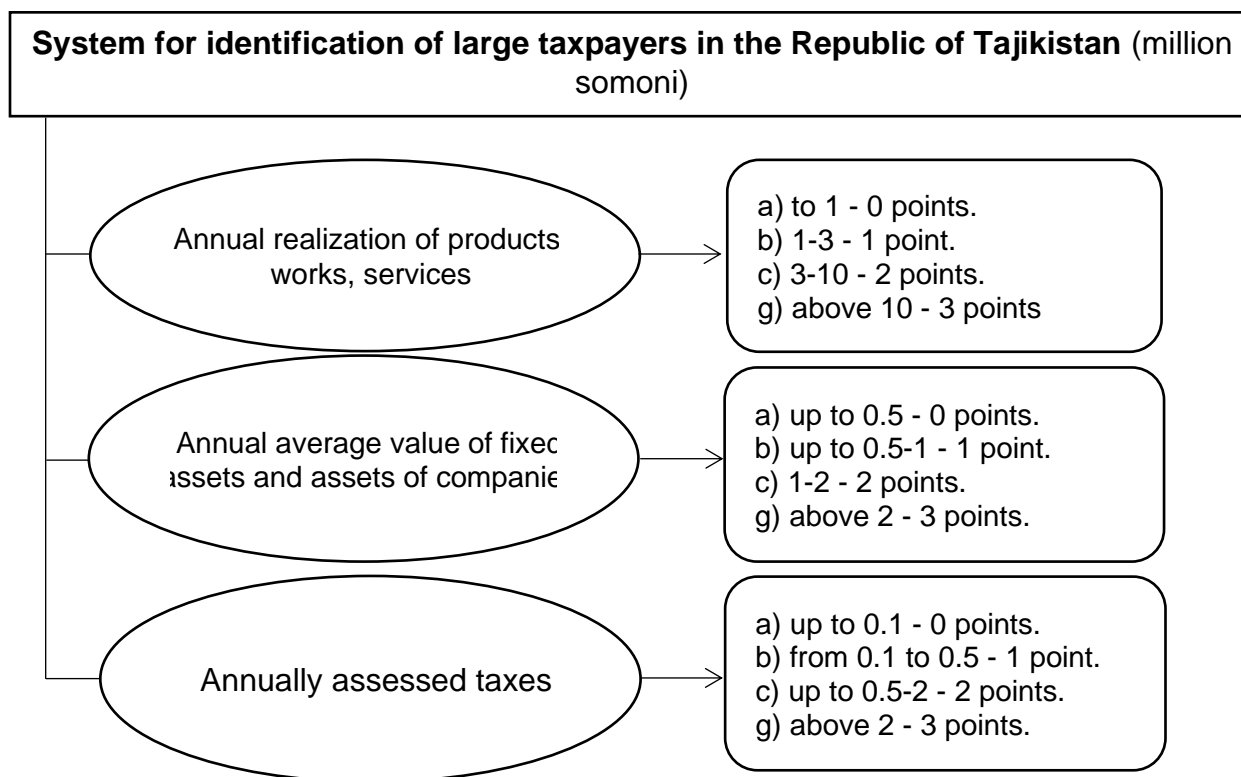 System for identification of large taxpayers in the Republic of Tajikistan (million
somoni)
Annual realization of products
works, services
a) to 1 - 0 points.
b) 1-3 - 1 point.
c) 3-10 - 2 points.
g) above 10 - 3 points
Annual average value of fixed
assets and assets of companie
a) up to 0.5 - 0 points.
b) up to 0.5-1 - 1 point.
c) 1-2 - 2 points.
g) above 2 - 3 points.
Annually assessed taxes
a) up to 0.1 - 0 points.
b) from 0.1 to 0.5 - 1 point.
c) up to 0.5-2 - 2 points.
g) above 2 - 3 points.